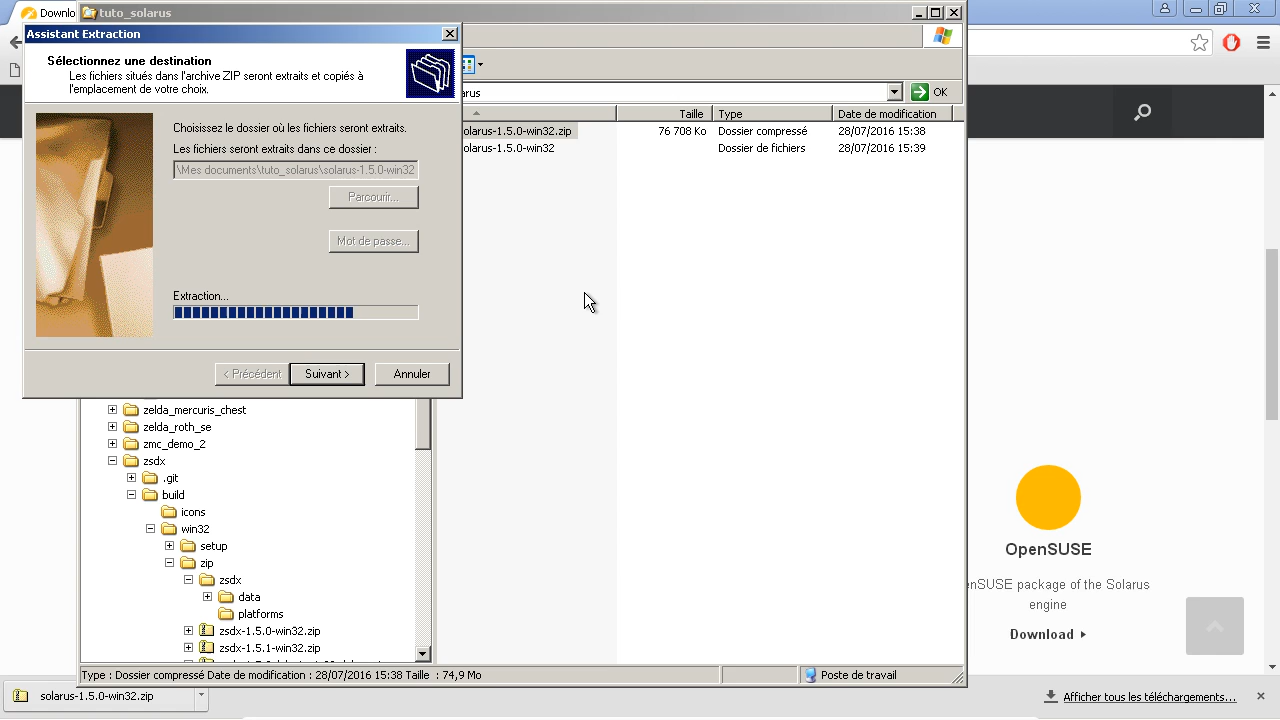 Downlo
tuto_solarus
Assistant Extraction
Sélectionnez une destination
Les fichiers situés dans l'archive ZIP seront extraits et copiés à
l'emplacement de votre choix.
arus
OK
Taille
Type
Date de modification
Choisissez le dossier où les fichiers seront extraits.
olarus-1.5.0-win32.zip
76 708 Ko
Dossier compressé
28/07/2016 15:38
Les fichiers seront extraits dans ce dossier :
olarus-1.5.0-win32
Dossier de fichiers
28/07/2016 15:39
\Mes documents\tuto_solarus\solarus-1.5.0-win32
Parcourir...
Mot de passe...
Extraction...
< Précédent
Suivant >
Annuler
zelda_mercuris_chest
zelda_roth_se
zmc_demo_2
zsdx
.git
build
icons
win32
setup
zip
zsdx
data
platforms
zsdx-1.5.0-win32.zip
zsdx-1.5.1-win32.zip
OpenSUSE
enSUSE package of the Solarus
engine
Download
Type : Dossier compressé Date de modification : 28/07/2016 15:38 Taille : 74,9 Mo
Poste de travail
solarus-1.5.0-win32.zip
Afficher tous les téléchargements...